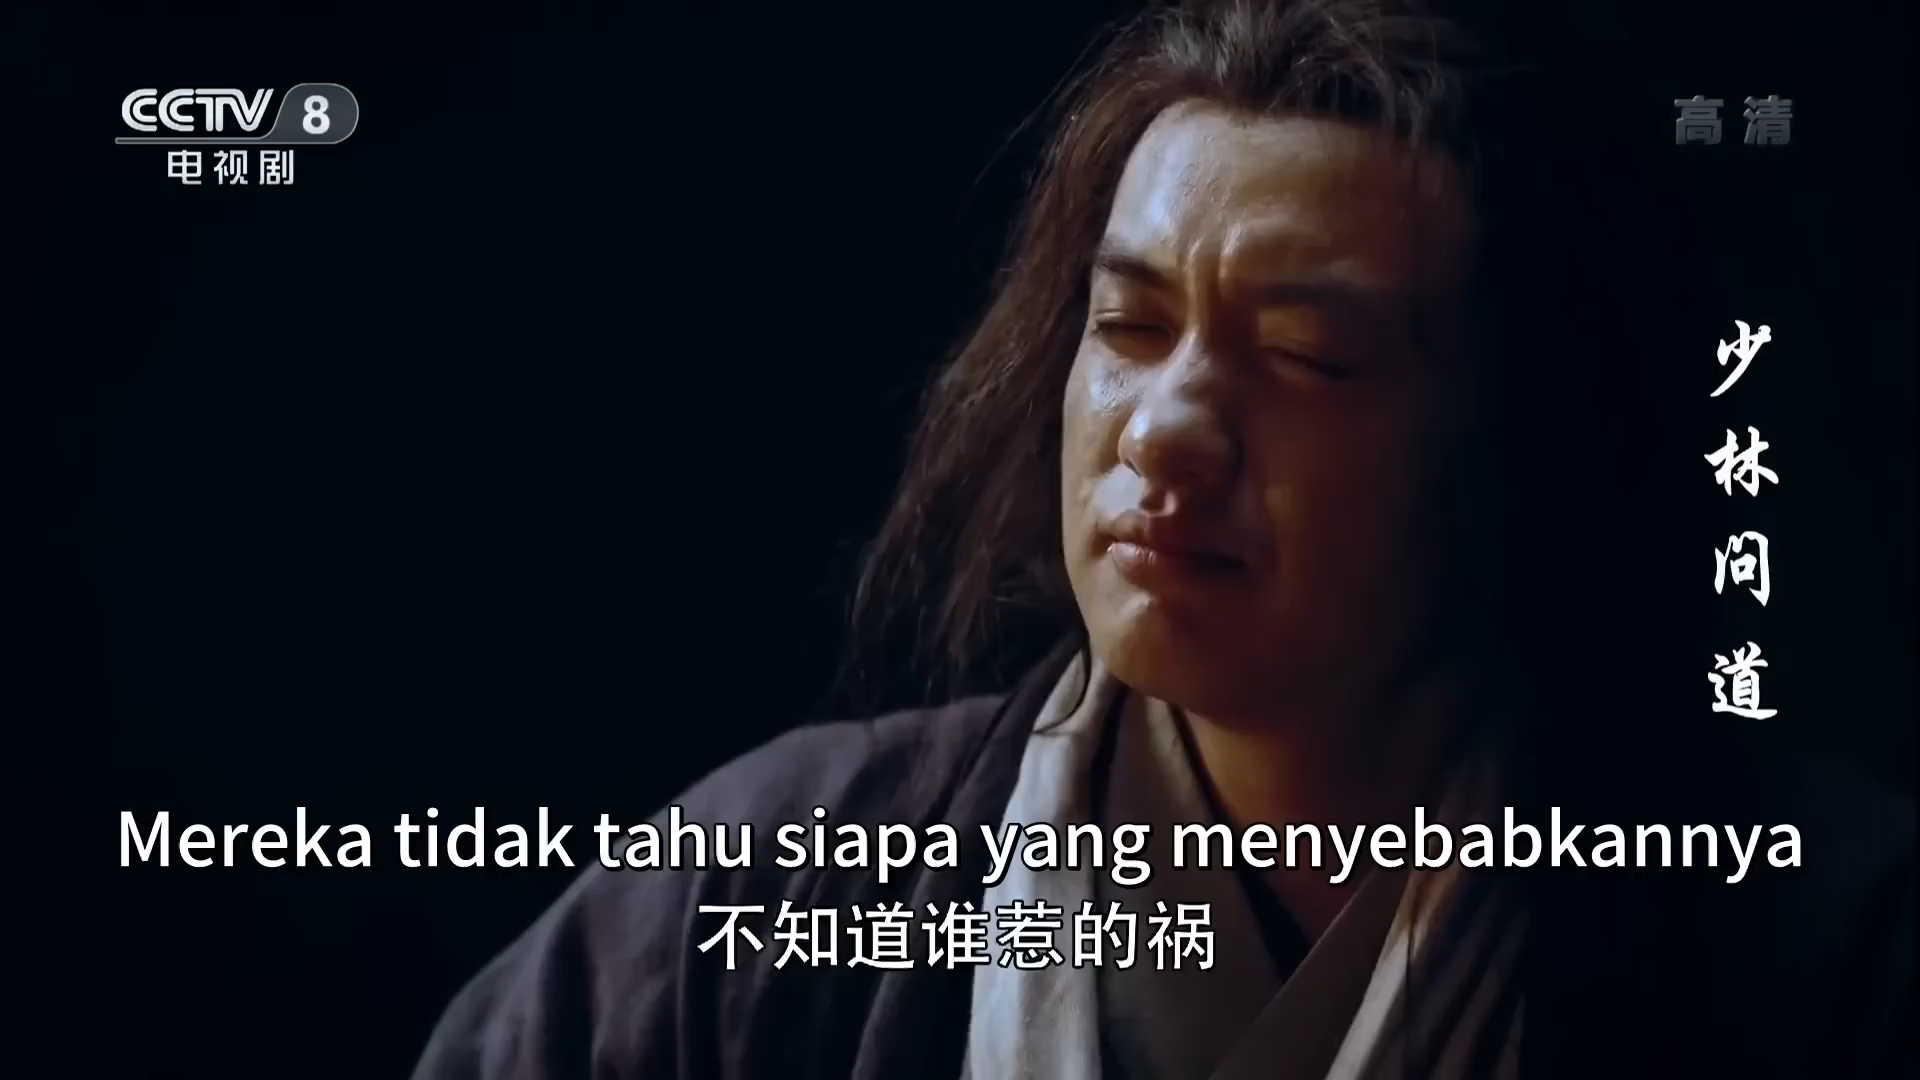 CCTV 8
电视剧
高清
少林问道
Mereka tidak tahu siapa yang menyebabkannya
不知道谁惹的祸